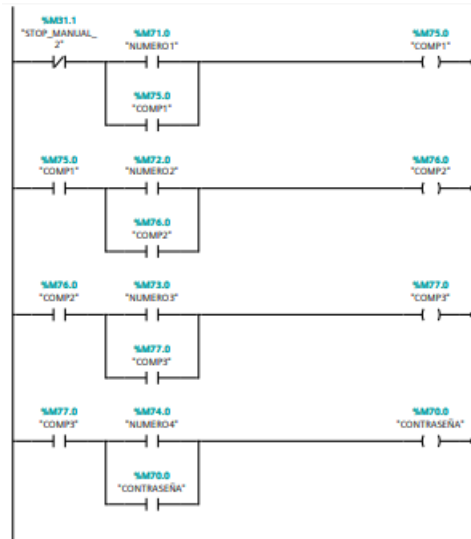 %M31.1
"STOP_MANUAL_
2"
%M71.0
"NUMERO1"
%M75.0
"COMP1"
%M75.0
"COMP1"
%M75.0
"COMP1"
%M72.0
"NUMERO2"
%M76.0
"COMP2"
%M76.0
"COMP2"
%M76.0
"COMP2"
%M73.0
"NUMERO3"
%M77.0
"COMP3"
%M77.0
"COMP3"
%M77.0
"COMP3"
%M74.0
"NUMERO4"
%M70.0
"CONTRASEÑA"
%M70.0
"CONTRASEÑA"